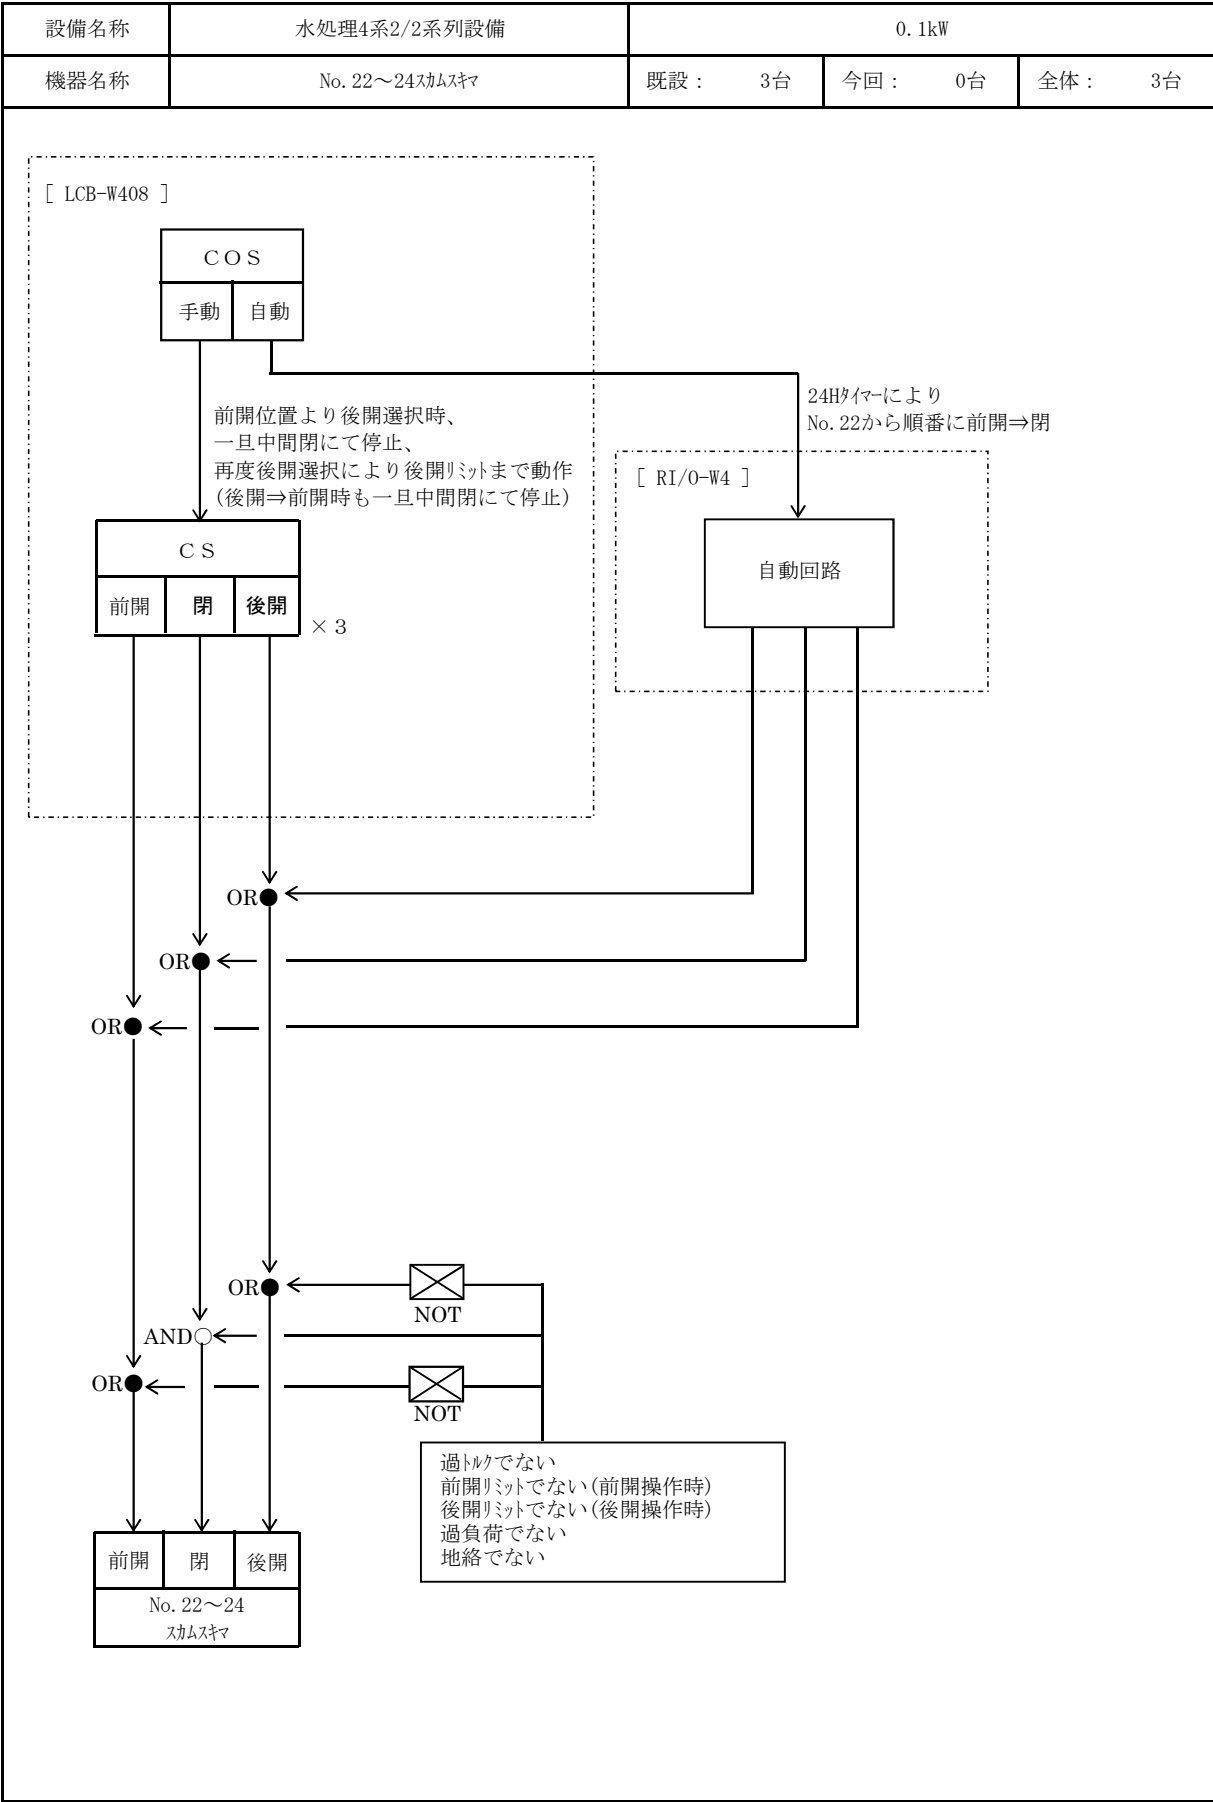 設備名称 水処理4系2/2系列設備 0.1kW
機器名称 No.22～24ｽｶﾑｽｷﾏ 既設： 3台 今回： 0台 全体： 3台
[ LCB-W408 ]
ＣＯＳ
手動 自動
24Hﾀｲﾏｰにより
No.22から順番に前開⇒閉
前開位置より後開選択時、
一旦中間閉にて停止、
再度後開選択により後開ﾘﾐｯﾄまで動作
(後開⇒前開時も一旦中間閉にて停止)
[ RI/O-W4 ]
ＣＳ
前開 閉 後開
×３
自動回路
OR
OR
OR
OR
NOT
AND
OR
NOT
過ﾄﾙｸでない
前開ﾘﾐｯﾄでない(前開操作時)
後開ﾘﾐｯﾄでない(後開操作時)
過負荷でない
地絡でない
前開 閉 後開
No.22～24
ｽｶﾑｽｷﾏ